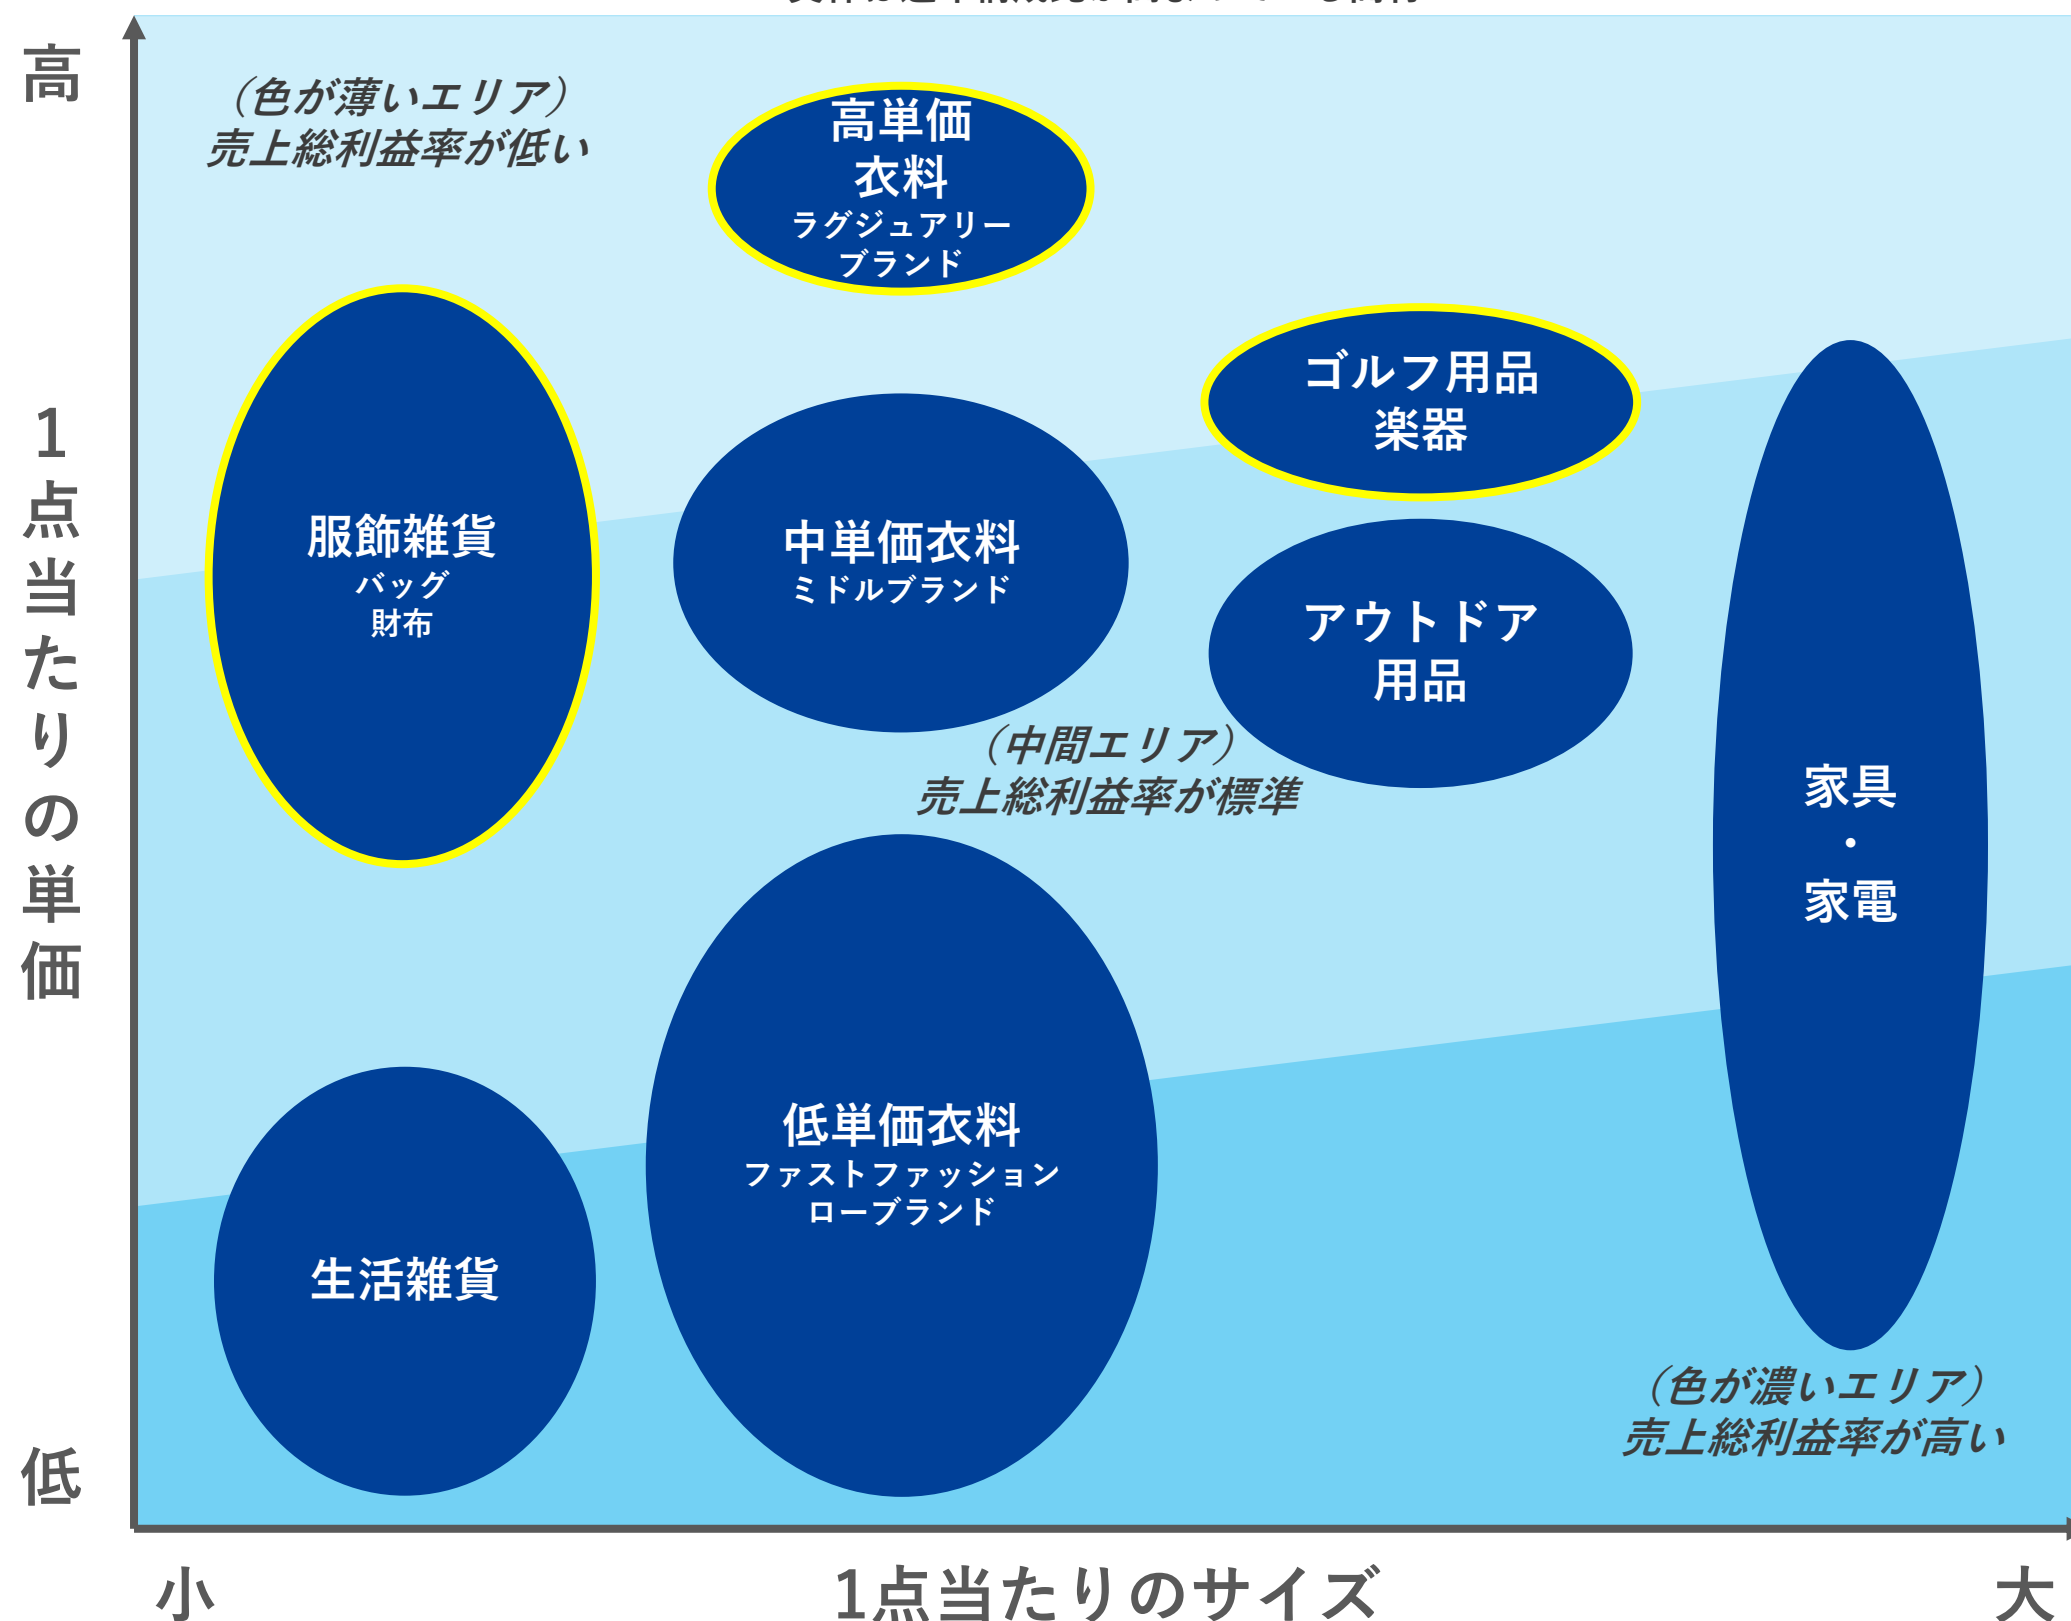 高
（色が薄いエリア）
売上総利益率が低い
高単価
衣料
ラグジュアリー
ブランド
ゴルフ用品
楽器
1点当たりの単価
服飾雑貨
バッグ
財布
中単価衣料
ミドルブランド
アウトドア
用品
（中間エリア）
売上総利益率が標準
家具
・
家電
低単価衣料
ファストファッション
ローブランド
生活雑貨
（色が濃いエリア）
売上総利益率が高い
低
小
1点当たりのサイズ
大